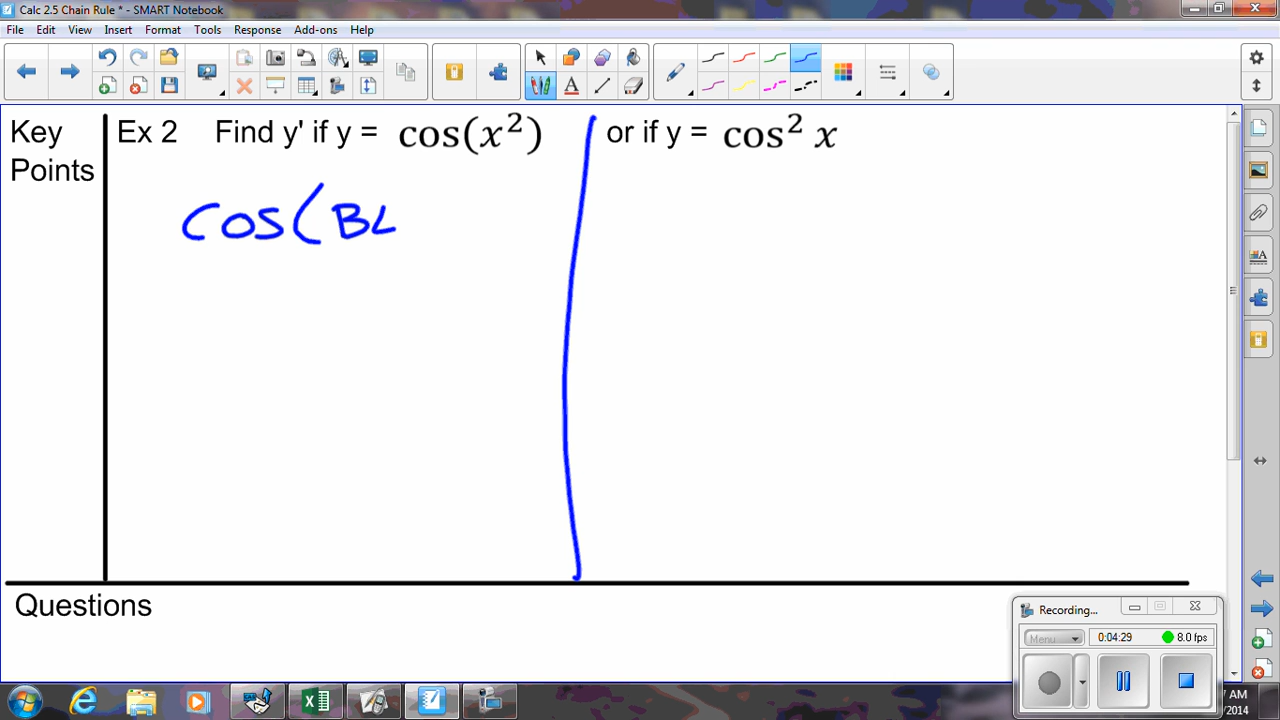 Calc 2.5 Chain Rule * - SMART Notebook
File Edit View Insert Format Tools Response Add-ons Help
Key Points
Ex 2 Find y' if y = cos(x²) or if y = cos² x
cos(BL
Questions
Recording...
Menu 0:04:29 8.0 fps
AM
/2014